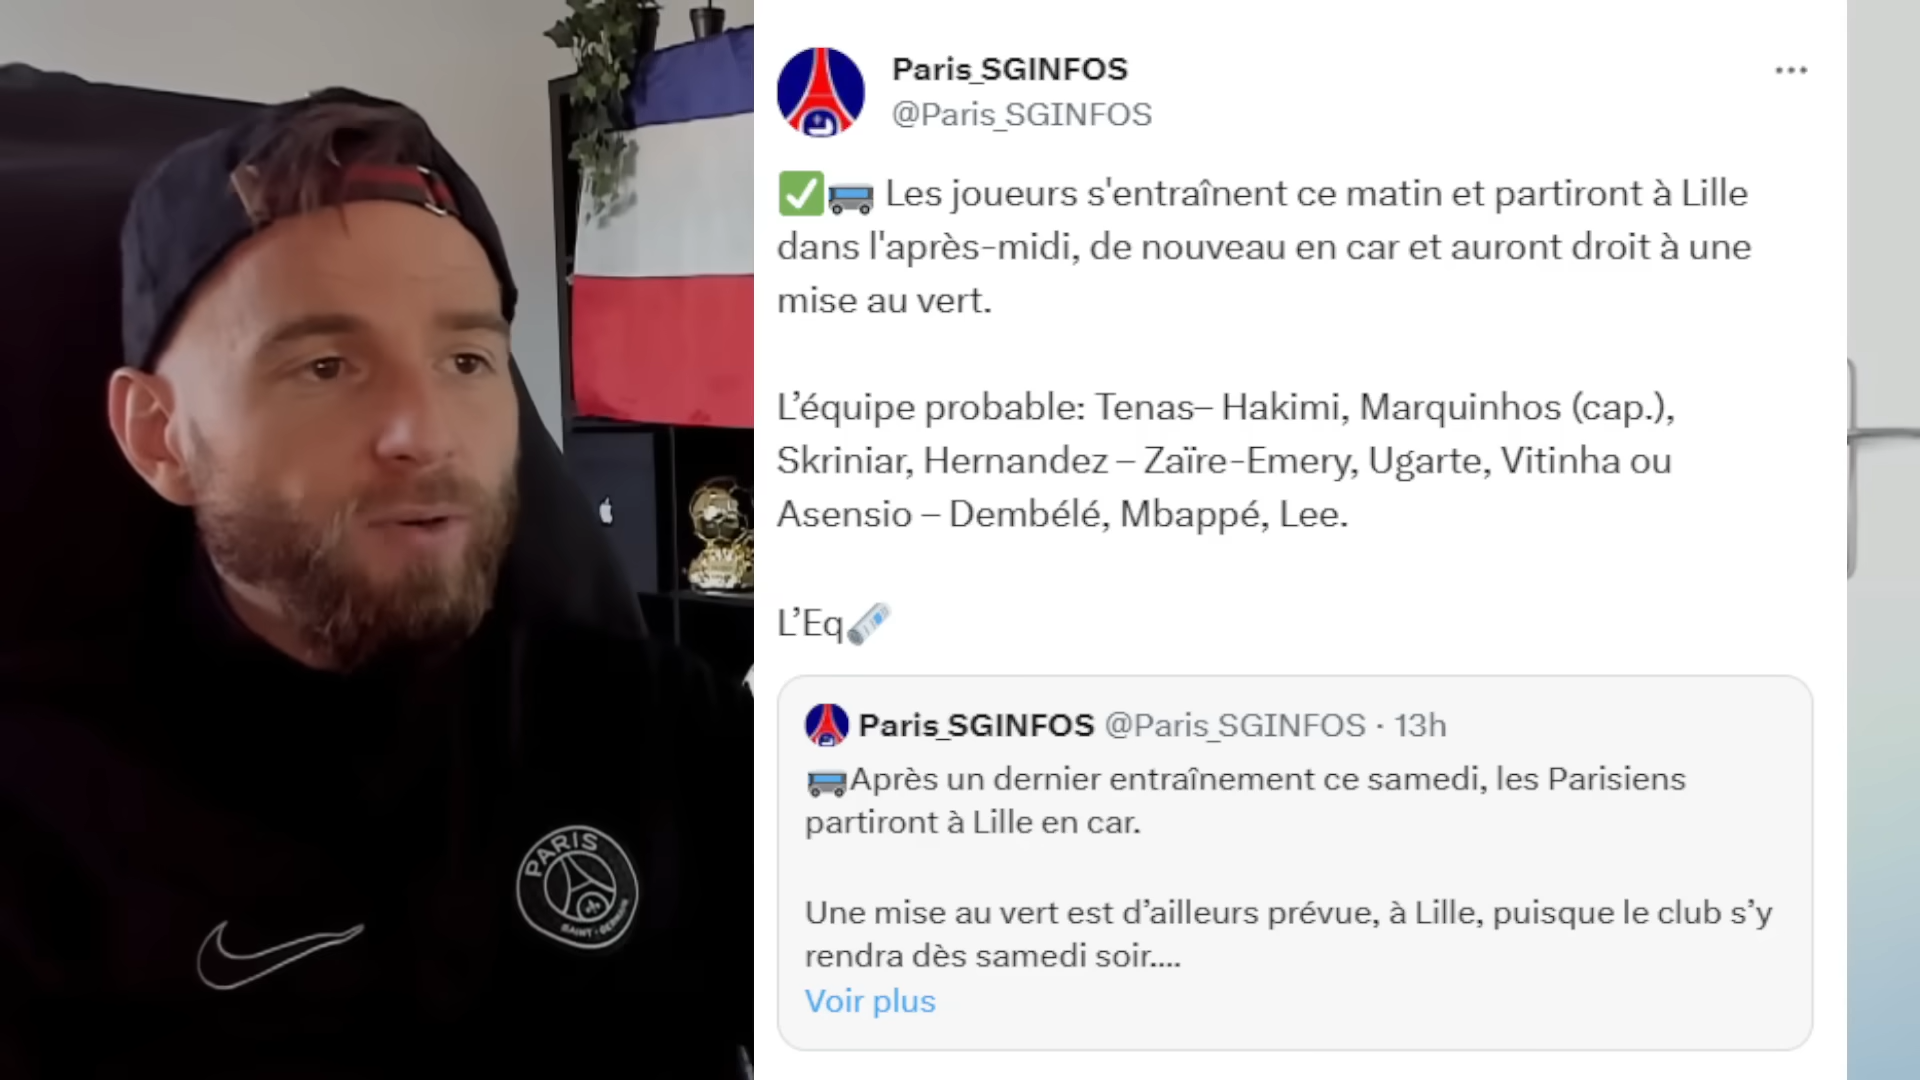 Paris_SGINFOS
@Paris_SGINFOS
✅🚌 Les joueurs s'entraînent ce matin et partiront à Lille
dans l'après-midi, de nouveau en car et auront droit à une
mise au vert.
L’équipe probable: Tenas– Hakimi, Marquinhos (cap.),
Skriniar, Hernandez – Zaïre-Emery, Ugarte, Vitinha ou
Asensio – Dembélé, Mbappé, Lee.
L’Eq🗞️
Paris_SGINFOS @Paris_SGINFOS · 13h
🚌Après un dernier entraînement ce samedi, les Parisiens
partiront à Lille en car.
Une mise au vert est d’ailleurs prévue, à Lille, puisque le club s’y
rendra dès samedi soir....
Voir plus
PARIS
SAINT-GERMAIN